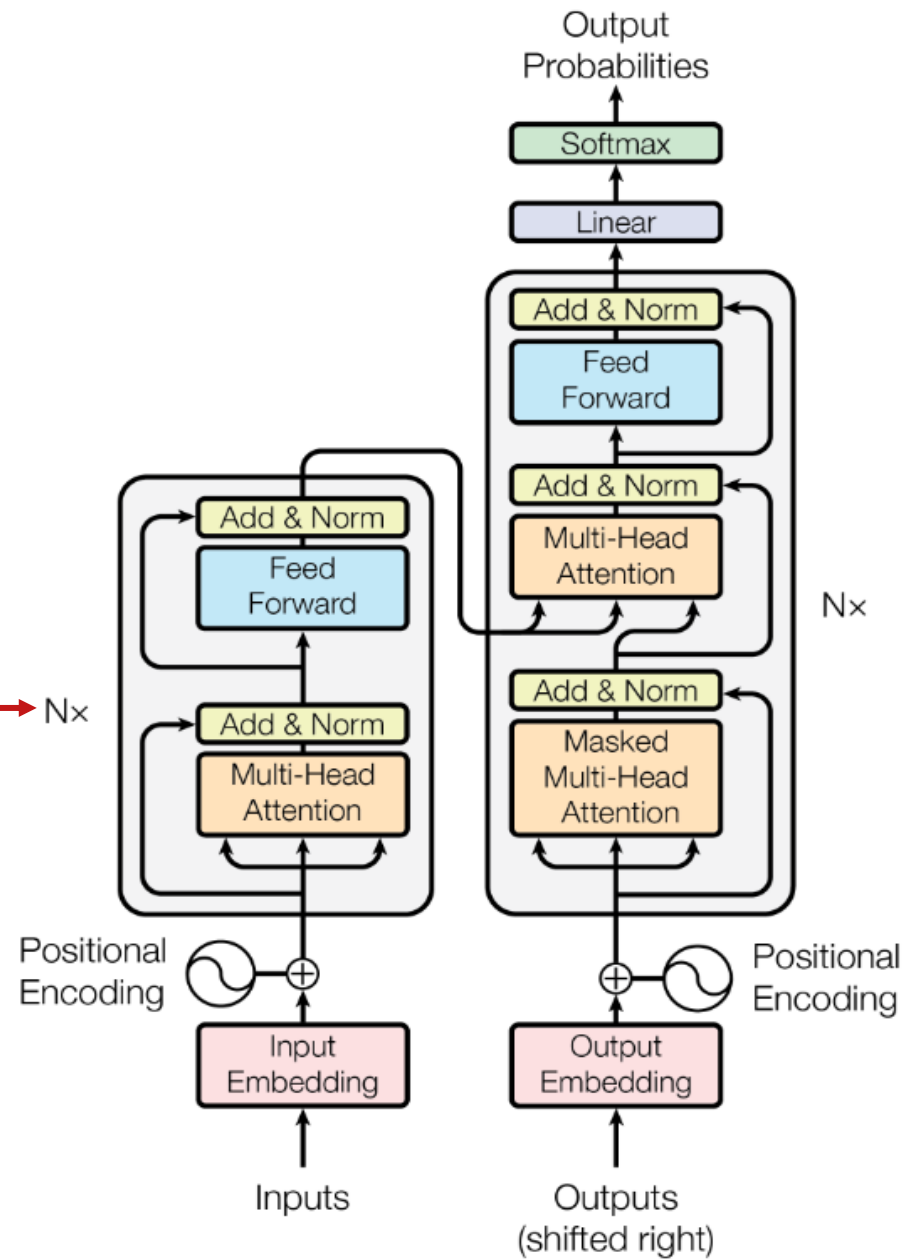 Output
Probabilities
Softmax
Linear
Add & Norm
Feed
Forward
Add & Norm
Multi-Head
Attention
Nx
Add & Norm
Masked
Multi-Head
Attention
Add & Norm
Feed
Forward
Nx
Add & Norm
Multi-Head
Attention
Positional
Encoding
Positional
Encoding
Input
Embedding
Output
Embedding
Inputs
Outputs
(shifted right)